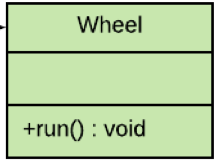 Wheel
+run() : void